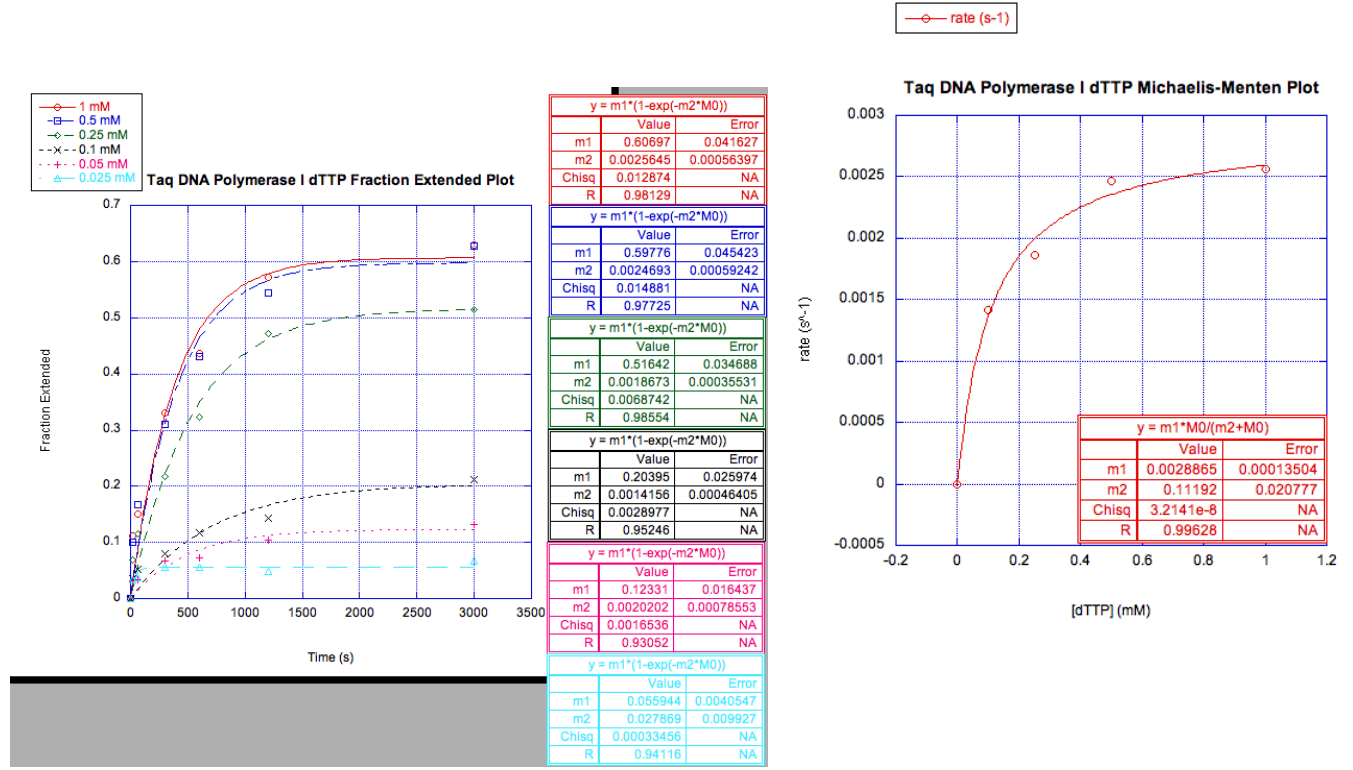 1 mM
0.5 mM
0.25 mM
0.1 mM
0.05 mM
0.025 mM
Taq DNA Polymerase I dTTP Fraction Extended Plot
Fraction Extended
0.7
0.6
0.5
0.4
0.3
0.2
0.1
0
0 500 1000 1500 2000 2500 3000 3500
Time (s)
y = m1*(1-exp(-m2*M0))
Value Error
m1 0.60697 0.041627
m2 0.0025645 0.00056397
Chisq 0.012874 NA
R 0.98129 NA
y = m1*(1-exp(-m2*M0))
Value Error
m1 0.59776 0.045423
m2 0.0024693 0.00059242
Chisq 0.014881 NA
R 0.97725 NA
y = m1*(1-exp(-m2*M0))
Value Error
m1 0.51642 0.034688
m2 0.0018673 0.00035531
Chisq 0.0068742 NA
R 0.98554 NA
y = m1*(1-exp(-m2*M0))
Value Error
m1 0.20395 0.025974
m2 0.0014156 0.00046405
Chisq 0.0028977 NA
R 0.95246 NA
y = m1*(1-exp(-m2*M0))
Value Error
m1 0.12331 0.016437
m2 0.0020202 0.00078553
Chisq 0.0016536 NA
R 0.93052 NA
y = m1*(1-exp(-m2*M0))
Value Error
m1 0.055944 0.0040547
m2 0.027869 0.009927
Chisq 0.00033456 NA
R 0.94116 NA
rate (s-1)
Taq DNA Polymerase I dTTP Michaelis-Menten Plot
rate (s^-1)
0.003
0.0025
0.002
0.0015
0.001
0.0005
0
-0.0005
-0.2 0 0.2 0.4 0.6 0.8 1 1.2
[dTTP] (mM)
y = m1*M0/(m2+M0)
Value Error
m1 0.0028865 0.00013504
m2 0.11192 0.020777
Chisq 3.2141e-8 NA
R 0.99628 NA